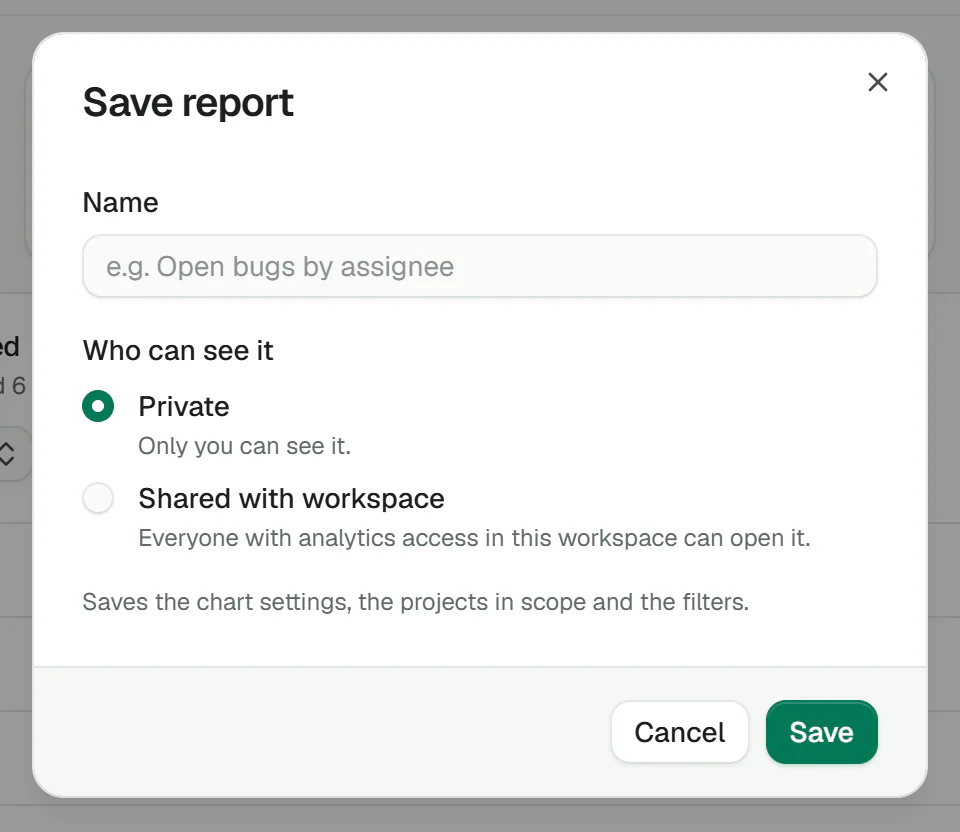 Save report
Name
e.g. Open bugs by assignee
Who can see it
Private
Only you can see it.
Shared with workspace
Everyone with analytics access in this workspace can open it.
Saves the chart settings, the projects in scope and the filters.
Cancel
Save